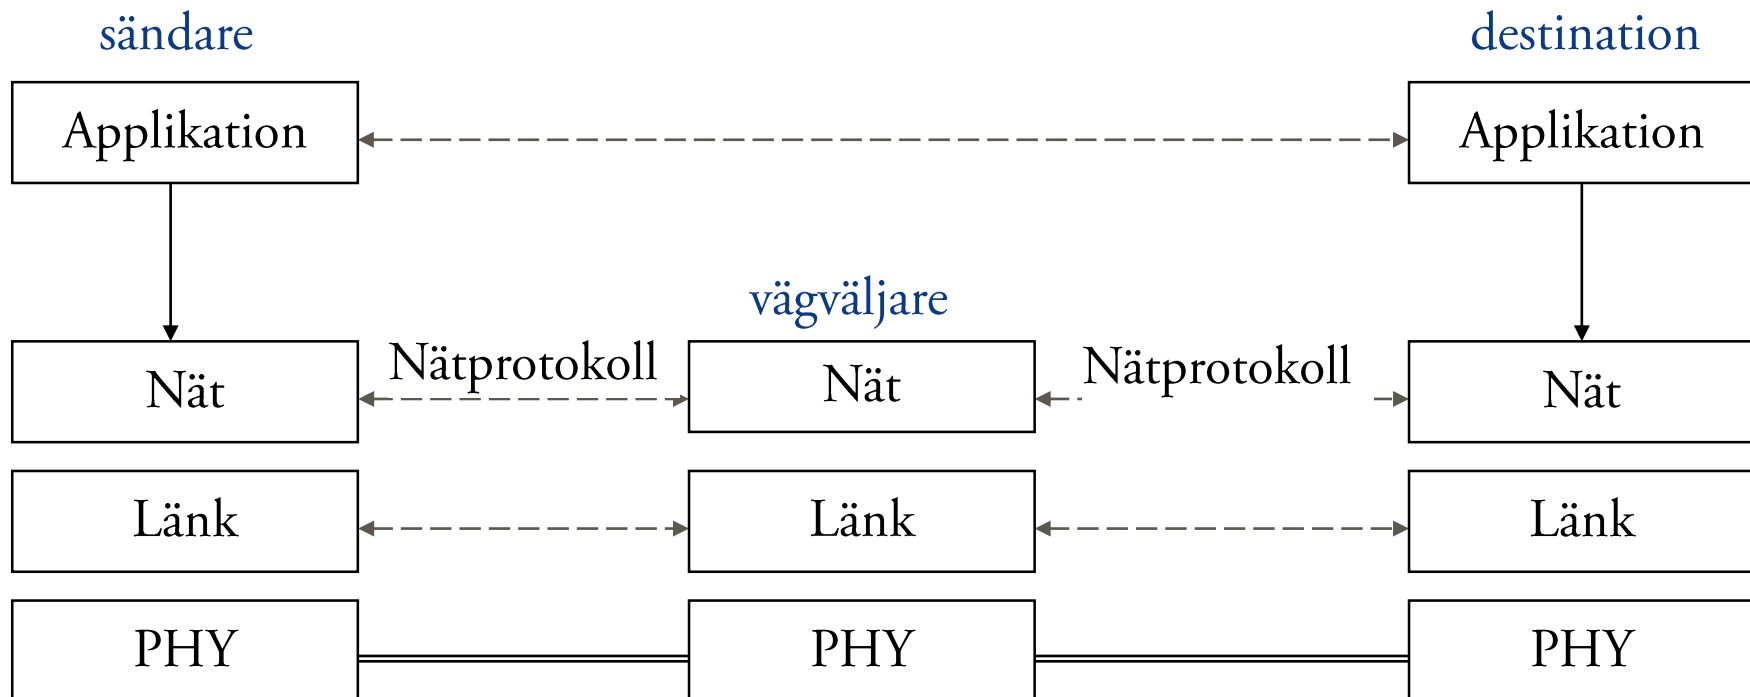 sändare
destination
Applikation
Applikation
vägväljare
Nät
Nätprotokoll
Nät
Nätprotokoll
Nät
Länk
Länk
Länk
PHY
PHY
PHY